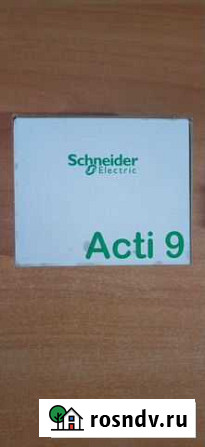 Schneider
Electric
Acti 9
rosndv.ru